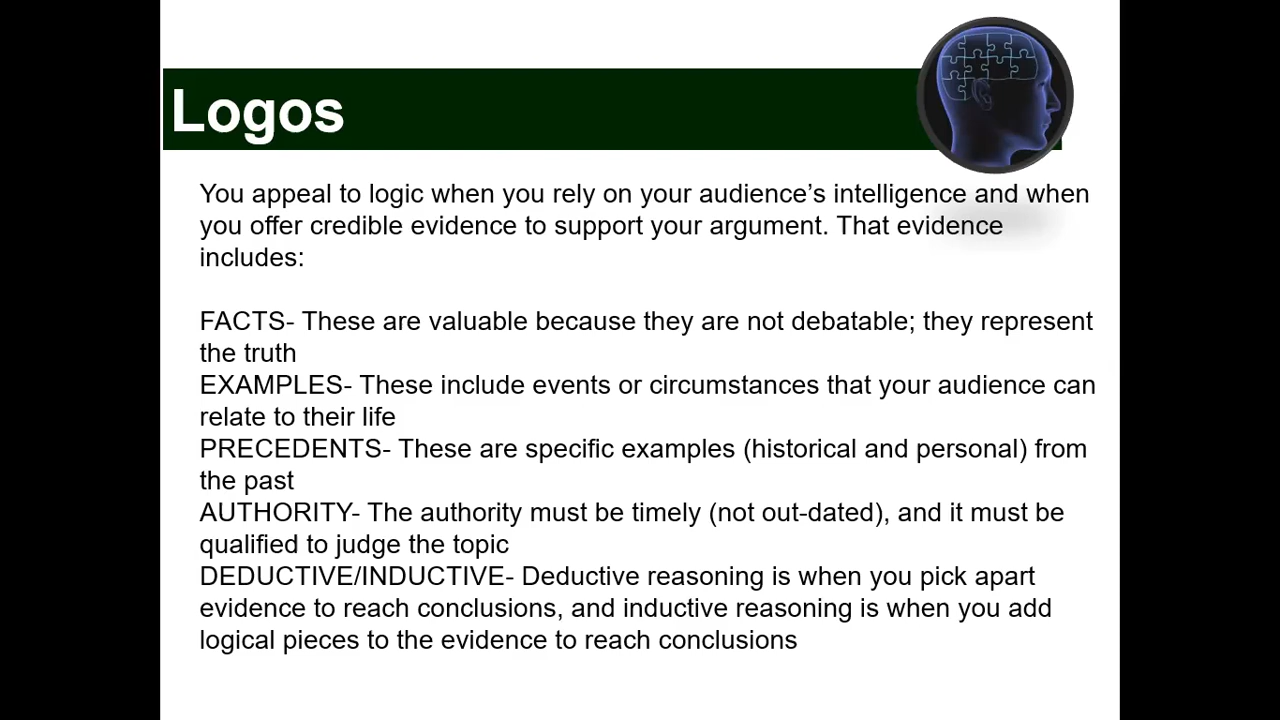 Logos
You appeal to logic when you rely on your audience’s intelligence and when
you offer credible evidence to support your argument. That evidence
includes:
FACTS- These are valuable because they are not debatable; they represent
the truth
EXAMPLES- These include events or circumstances that your audience can
relate to their life
PRECEDENTS- These are specific examples (historical and personal) from
the past
AUTHORITY- The authority must be timely (not out-dated), and it must be
qualified to judge the topic
DEDUCTIVE/INDUCTIVE- Deductive reasoning is when you pick apart
evidence to reach conclusions, and inductive reasoning is when you add
logical pieces to the evidence to reach conclusions